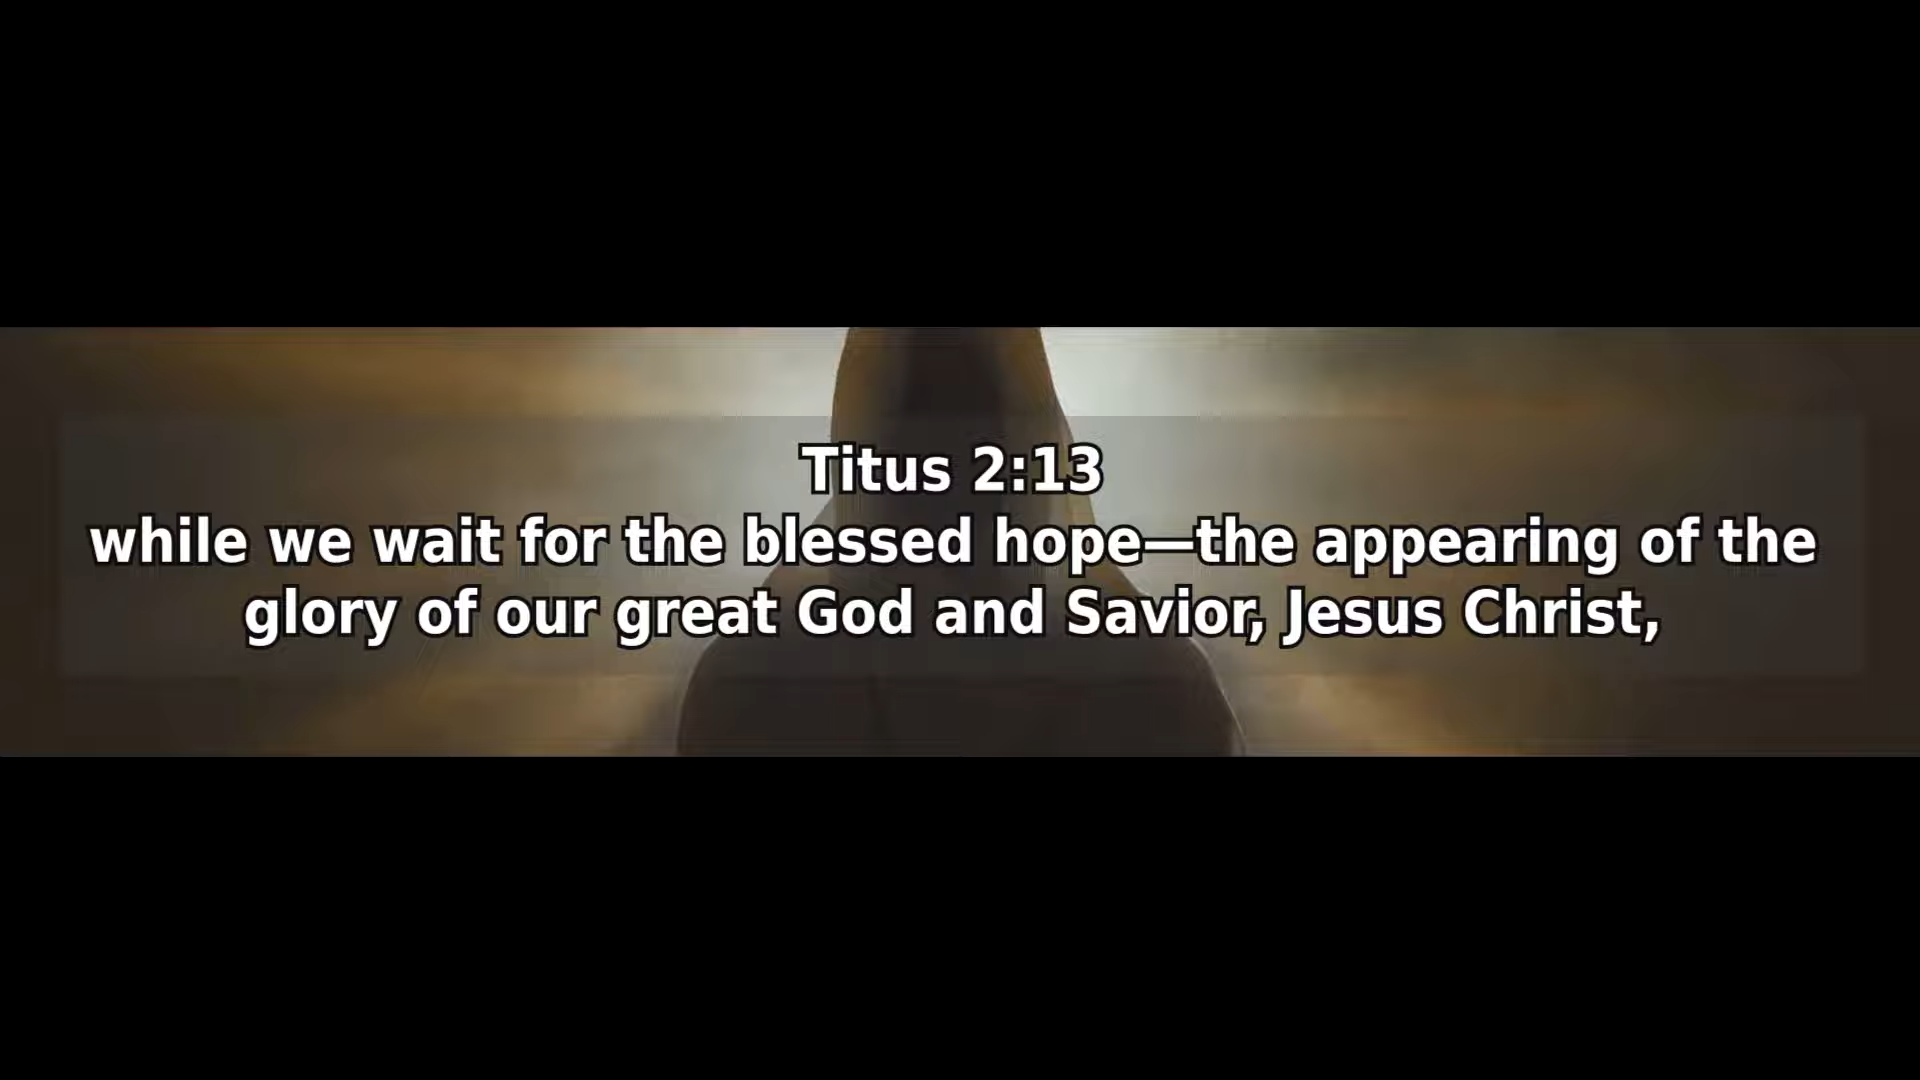 Titus 2:13
while we wait for the blessed hope—the appearing of the
glory of our great God and Savior, Jesus Christ,